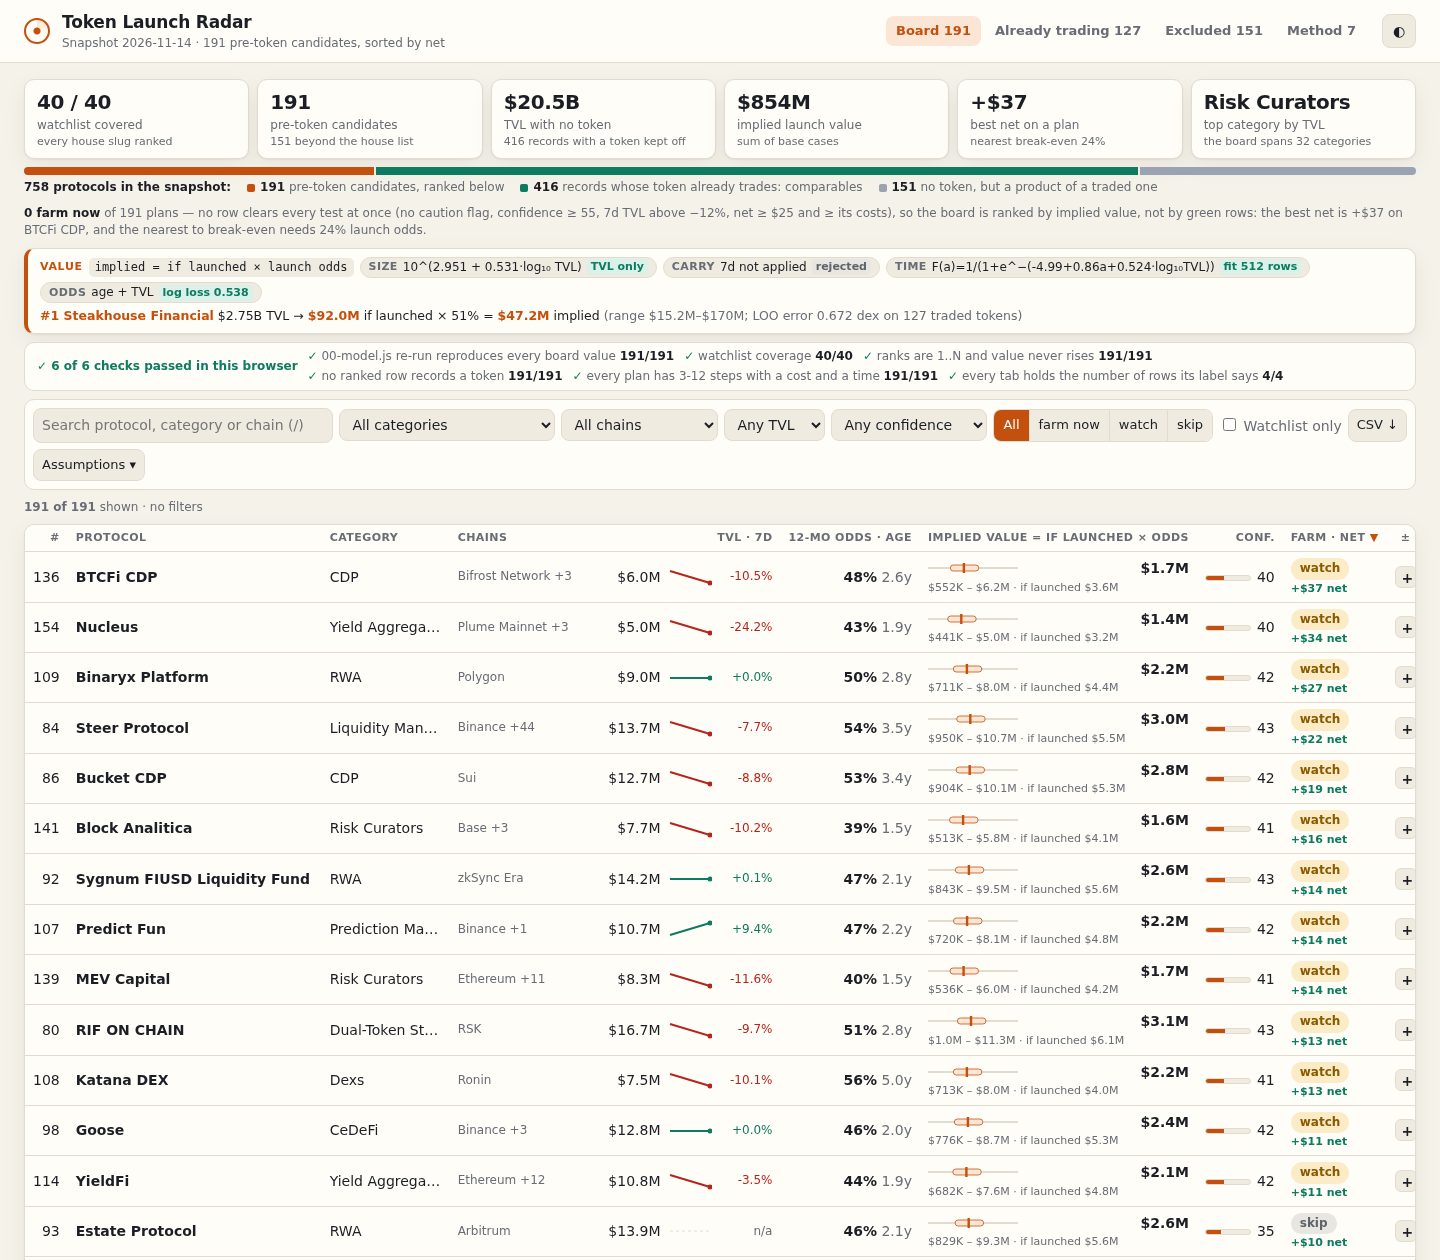 Token Launch Radar
Snapshot 2026-11-14 · 191 pre-token candidates, sorted by net
Board 191 Already trading 127 Excluded 151 Method 7 ◐
40 / 40
watchlist covered
every house slug ranked
191
pre-token candidates
151 beyond the house list
$20.5B
TVL with no token
416 records with a token kept off
$854M
implied launch value
sum of base cases
+$37
best net on a plan
nearest break-even 24%
Risk Curators
top category by TVL
the board spans 32 categories
758 protocols in the snapshot: 191 pre-token candidates, ranked below 416 records whose token already trades: comparables 151 no token, but a product of a traded one
0 farm now of 191 plans — no row clears every test at once (no caution flag, confidence ≥ 55, 7d TVL above −12%, net ≥ $25 and ≥ its costs), so the board is ranked by implied value, not by green rows: the best net is +$37 on
BTCFi CDP, and the nearest to break-even needs 24% launch odds.
VALUE implied = if launched × launch odds SIZE 10^(2.951 + 0.531·log₁₀ TVL) TVL only CARRY 7d not applied rejected TIME F(a)=1/(1+e^−(-4.99+0.86a+0.524·log₁₀TVL)) fit 512 rows
ODDS age + TVL log loss 0.538
#1 Steakhouse Financial $2.75B TVL → $92.0M if launched × 51% = $47.2M implied (range $15.2M–$170M; LOO error 0.672 dex on 127 traded tokens)
✓ 6 of 6 checks passed in this browser
✓ 00-model.js re-run reproduces every board value 191/191 ✓ watchlist coverage 40/40 ✓ ranks are 1..N and value never rises 191/191
✓ no ranked row records a token 191/191 ✓ every plan has 3-12 steps with a cost and a time 191/191 ✓ every tab holds the number of rows its label says 4/4
Search protocol, category or chain (/) All categories All chains Any TVL Any confidence All farm now watch skip Watchlist only CSV ↓
Assumptions ▾
191 of 191 shown · no filters
# PROTOCOL CATEGORY CHAINS TVL · 7D 12-MO ODDS · AGE IMPLIED VALUE = IF LAUNCHED × ODDS CONF. FARM · NET ▼ ±
136 BTCFi CDP CDP Bifrost Network +3 $6.0M -10.5% 48% 2.6y $1.7M 40 watch +
$552K – $6.2M · if launched $3.6M +$37 net
154 Nucleus Yield Aggrega… Plume Mainnet +3 $5.0M -24.2% 43% 1.9y $1.4M 40 watch +
$441K – $5.0M · if launched $3.2M +$34 net
109 Binaryx Platform RWA Polygon $9.0M +0.0% 50% 2.8y $2.2M 42 watch +
$711K – $8.0M · if launched $4.4M +$27 net
84 Steer Protocol Liquidity Man… Binance +44 $13.7M -7.7% 54% 3.5y $3.0M 43 watch +
$950K – $10.7M · if launched $5.5M +$22 net
86 Bucket CDP CDP Sui $12.7M -8.8% 53% 3.4y $2.8M 42 watch +
$904K – $10.1M · if launched $5.3M +$19 net
141 Block Analitica Risk Curators Base +3 $7.7M -10.2% 39% 1.5y $1.6M 41 watch +
$513K – $5.8M · if launched $4.1M +$16 net
92 Sygnum FIUSD Liquidity Fund RWA zkSync Era $14.2M +0.1% 47% 2.1y $2.6M 43 watch +
$843K – $9.5M · if launched $5.6M +$14 net
107 Predict Fun Prediction Ma… Binance +1 $10.7M +9.4% 47% 2.2y $2.2M 42 watch +
$720K – $8.1M · if launched $4.8M +$14 net
139 MEV Capital Risk Curators Ethereum +11 $8.3M -11.6% 40% 1.5y $1.7M 41 watch +
$536K – $6.0M · if launched $4.2M +$14 net
80 RIF ON CHAIN Dual-Token St… RSK $16.7M -9.7% 51% 2.8y $3.1M 43 watch +
$1.0M – $11.3M · if launched $6.1M +$13 net
108 Katana DEX Dexs Ronin $7.5M -10.1% 56% 5.0y $2.2M 41 watch +
$713K – $8.0M · if launched $4.0M +$13 net
98 Goose CeDeFi Binance +3 $12.8M +0.0% 46% 2.0y $2.4M 42 watch +
$776K – $8.7M · if launched $5.3M +$11 net
114 YieldFi Yield Aggrega… Ethereum +12 $10.8M -3.5% 44% 1.9y $2.1M 42 watch +
$682K – $7.6M · if launched $4.8M +$11 net
93 Estate Protocol RWA Arbitrum $13.9M n/a 46% 2.1y $2.6M 35 skip +
$829K – $9.3M · if launched $5.6M +$10 net